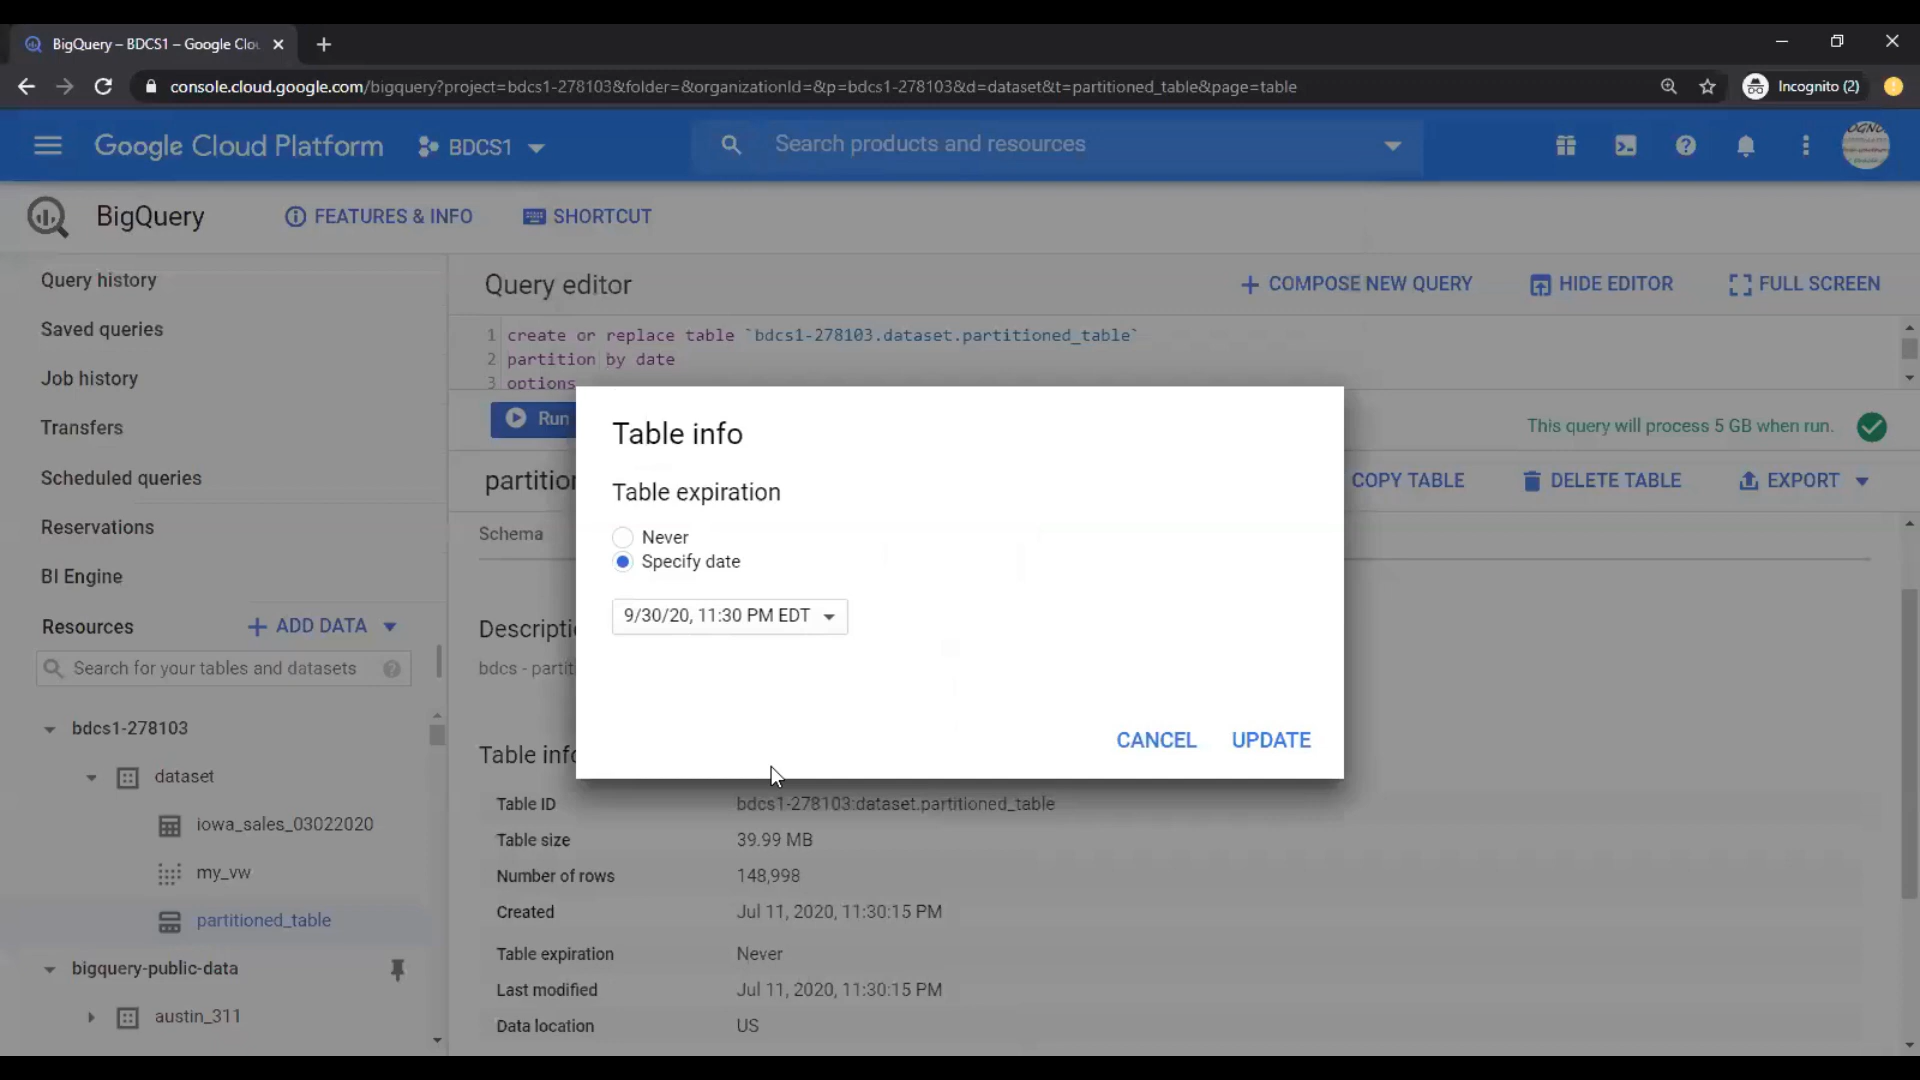 BigQuery – BDCS1 – Google Clo
console.cloud.google.com/bigquery?project=bdcs1-278103&folder=&organizationId=&p=bdcs1-278103&d=dataset&t=partitioned_table&page=table
Incognito (2)
Google Cloud Platform
BDCS1
Search products and resources
BigQuery
FEATURES & INFO
SHORTCUT
Query history
Saved queries
Job history
Transfers
Scheduled queries
Reservations
BI Engine
Resources
+ ADD DATA
Search for your tables and datasets
bdcs1-278103
dataset
iowa_sales_03022020
my_vw
partitioned_table
bigquery-public-data
austin_311
Query editor
+ COMPOSE NEW QUERY
HIDE EDITOR
FULL SCREEN
1 create or replace table `bdcs1-278103.dataset.partitioned_table`
2 partition by date
3 options
Run
This query will process 5 GB when run.
partition
COPY TABLE
DELETE TABLE
EXPORT
Schema
Descripti
bdcs - partit
Table info
Table expiration
Never
Specify date
9/30/20, 11:30 PM EDT
CANCEL
UPDATE
Table info
Table ID bdcs1-278103:dataset.partitioned_table
Table size 39.99 MB
Number of rows 148,998
Created Jul 11, 2020, 11:30:15 PM
Table expiration Never
Last modified Jul 11, 2020, 11:30:15 PM
Data location US